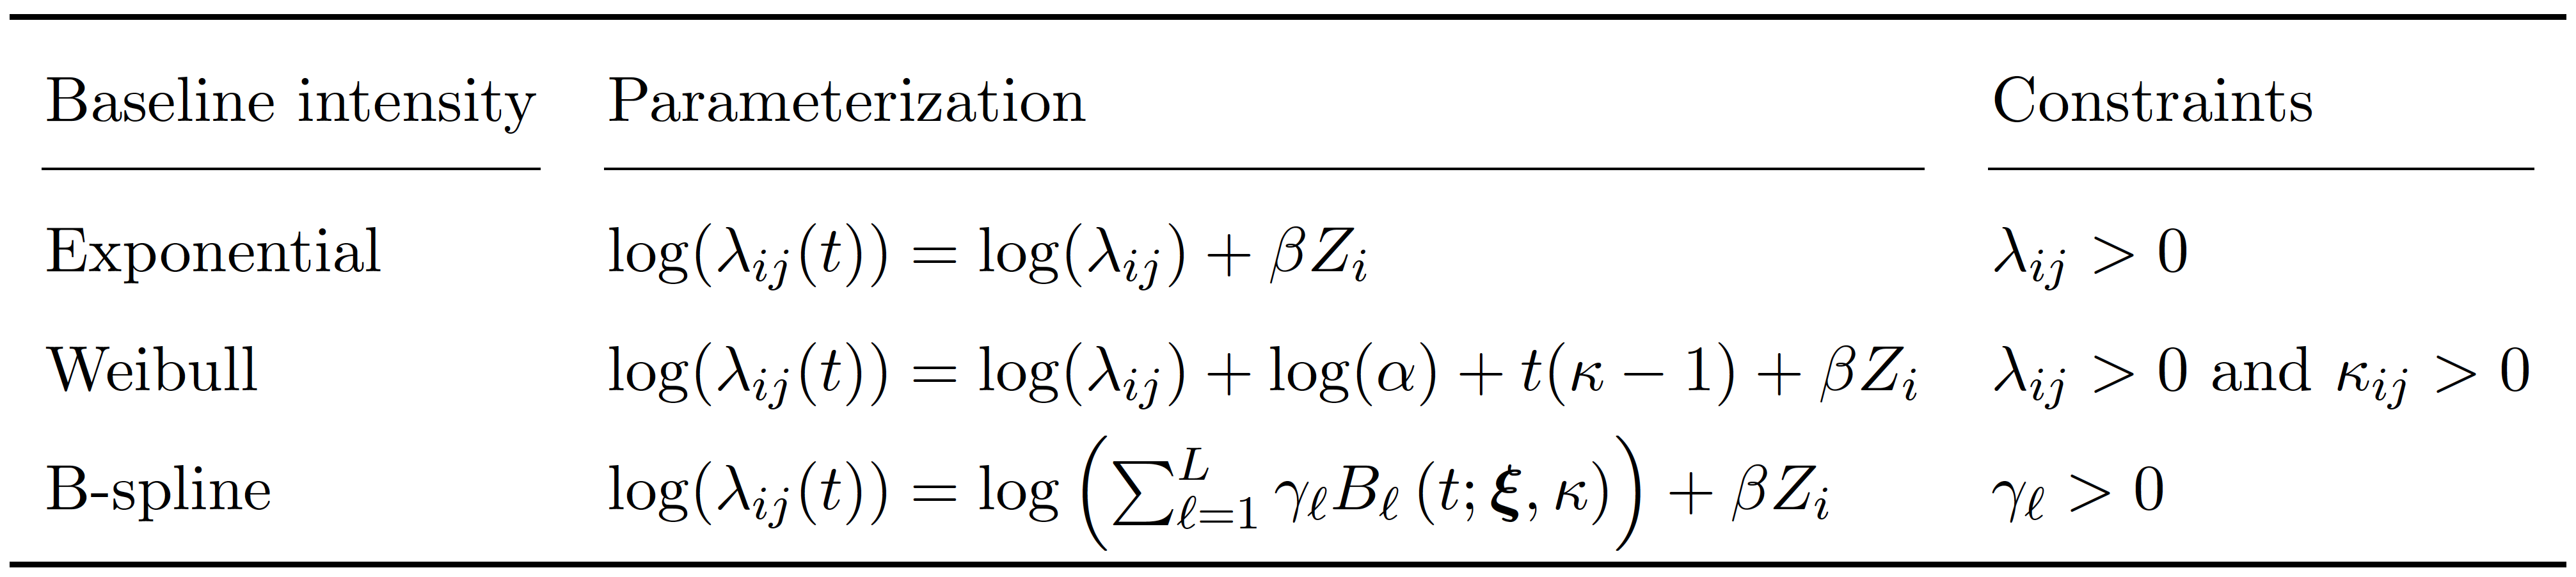 Baseline intensity Parameterization Constraints
Exponential log(λ_{ij}(t)) = log(λ_{ij}) + βZ_i λ_{ij} > 0
Weibull log(λ_{ij}(t)) = log(λ_{ij}) + log(α) + t(κ − 1) + βZ_i λ_{ij} > 0 and κ_{ij} > 0
B-spline log(λ_{ij}(t)) = log (∑_{ℓ=1}^{L} γ_ℓ B_ℓ (t; ξ, κ)) + βZ_i γ_ℓ > 0